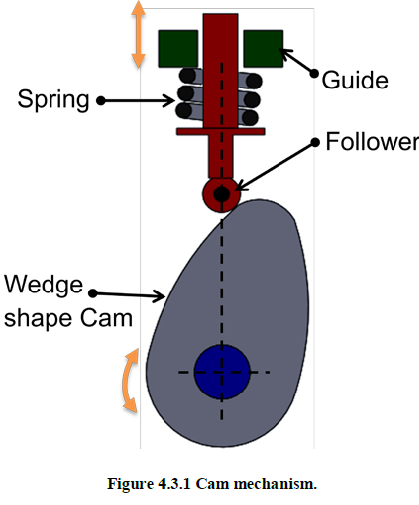 Guide
Spring
Follower
Wedge
shape Cam
Figure 4.3.1 Cam mechanism.